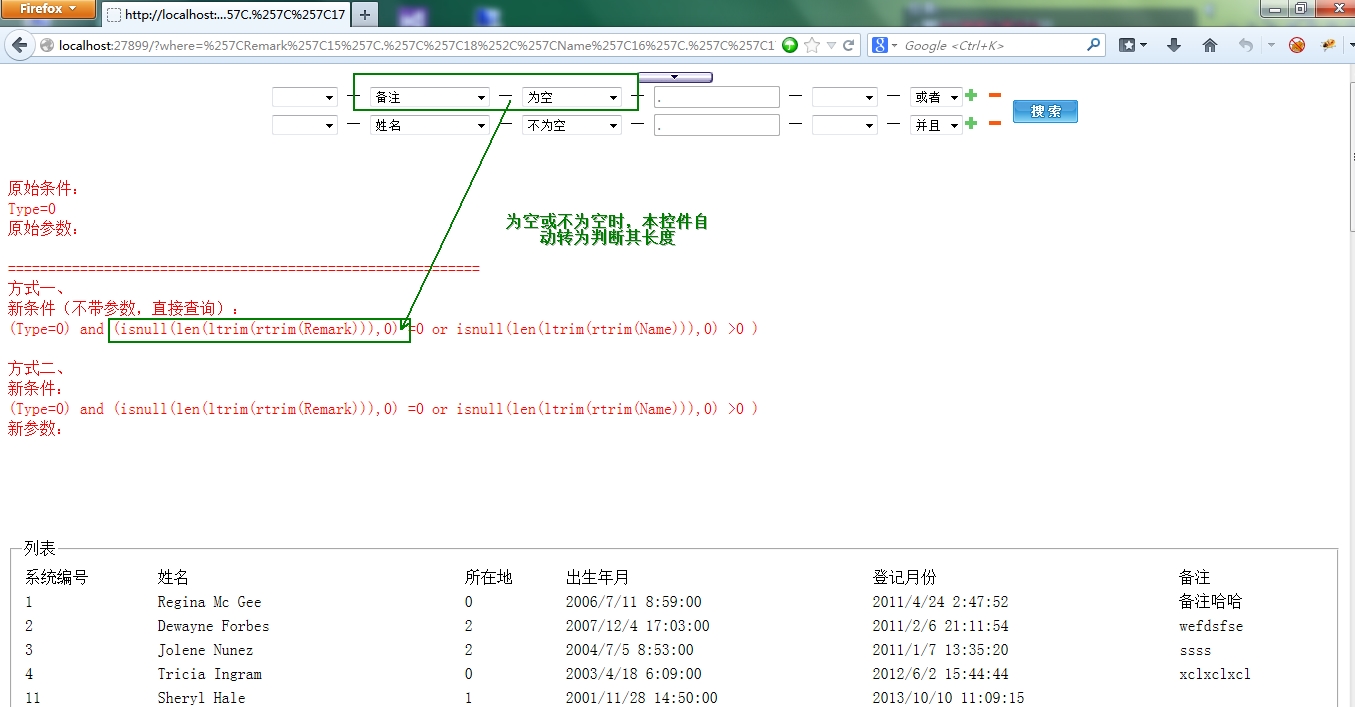 Firefox
http://localhost:...57C.%257C%257C17
localhost:27899/?where=%257CRemark%257C15%257C.%257C%257C18%252C%257CName%257C16%257C.%257C%257C17
Google <Ctrl+K>
备注 为空 . 或者
姓名 不为空 . 并且
搜 索
原始条件:
Type=0
原始参数:
为空或不为空时，本控件自
动转为判断其长度
===========================================================
方式一、
新条件（不带参数，直接查询）:
(Type=0) and (isnull(len(ltrim(rtrim(Remark))),0) =0 or isnull(len(ltrim(rtrim(Name))),0) >0 )
方式二、
新条件:
(Type=0) and (isnull(len(ltrim(rtrim(Remark))),0) =0 or isnull(len(ltrim(rtrim(Name))),0) >0 )
新参数:
列表
系统编号 姓名 所在地 出生年月 登记月份 备注
1 Regina Mc Gee 0 2006/7/11 8:59:00 2011/4/24 2:47:52 备注哈哈
2 Dewayne Forbes 2 2007/12/4 17:03:00 2011/2/6 21:11:54 wefdsfse
3 Jolene Nunez 2 2004/7/5 8:53:00 2011/1/7 13:35:20 ssss
4 Tricia Ingram 0 2003/4/18 6:09:00 2012/6/2 15:44:44 xclxclxcl
11 Sheryl Hale 1 2001/11/28 14:50:00 2013/10/10 11:09:15